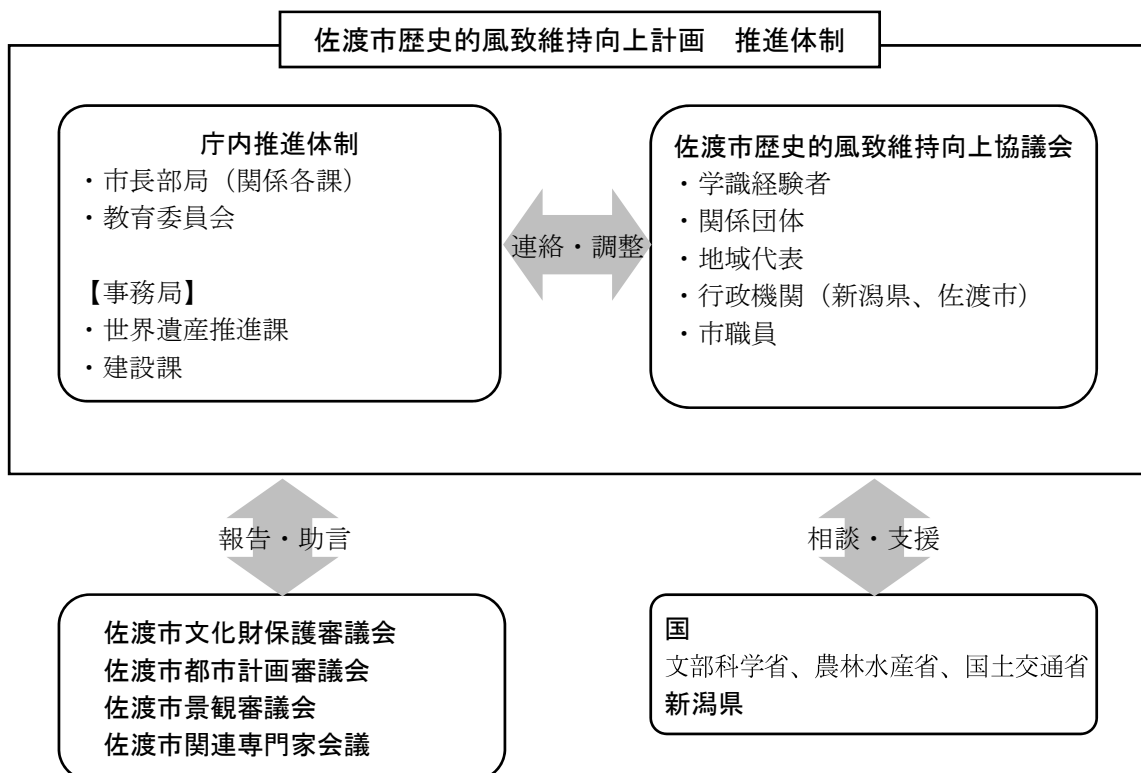 佐渡市歴史的風致維持向上計画　推進体制
庁内推進体制
・市長部局（関係各課）
・教育委員会
【事務局】
・世界遺産推進課
・建設課
連絡・調整
佐渡市歴史的風致維持向上協議会
・学識経験者
・関係団体
・地域代表
・行政機関（新潟県、佐渡市）
・市職員
報告・助言
相談・支援
佐渡市文化財保護審議会
佐渡市都市計画審議会
佐渡市景観審議会
佐渡市関連専門家会議
国
文部科学省、農林水産省、国土交通省
新潟県